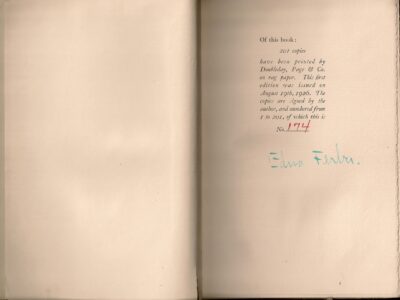 Of this book:
201 copies
have been printed by
Doubleday, Page & Co.
on rag paper. This first
edition was issued on
August 19th, 1926. The
copies are signed by the
author, and numbered from
1 to 201, of which this is
No. 174
Edna Ferber.